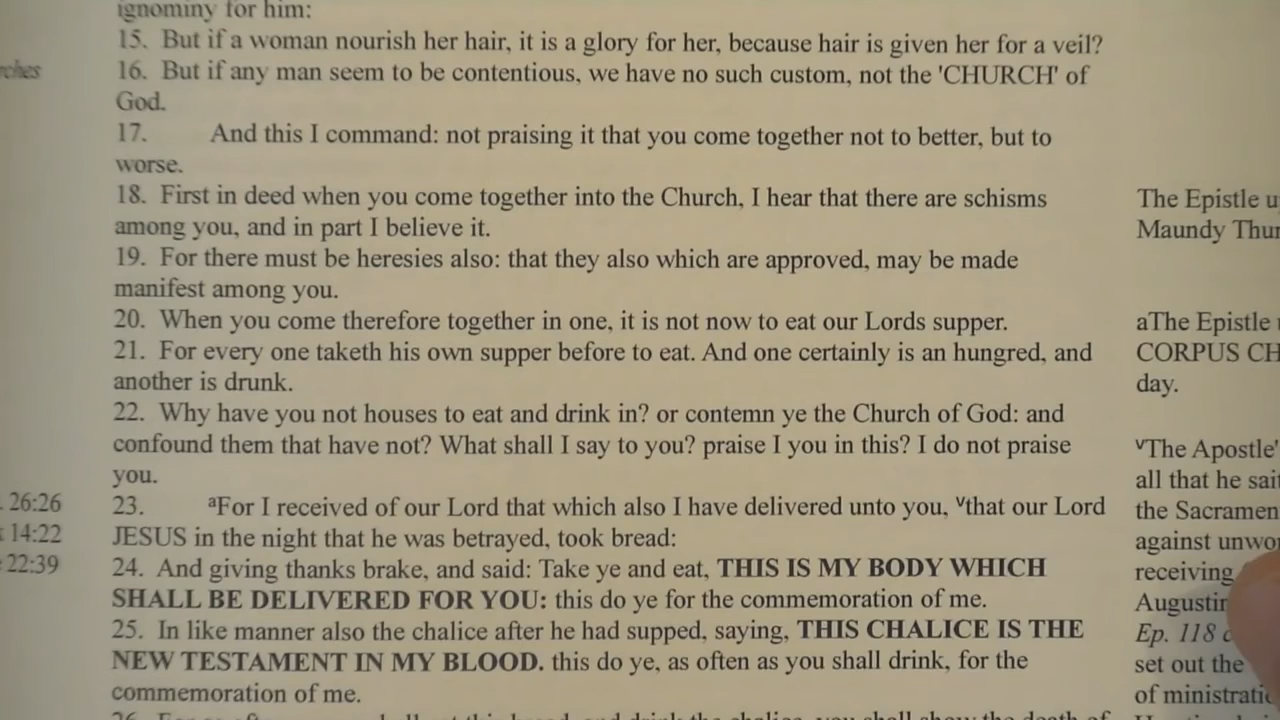 ignominy for him:
15. But if a woman nourish her hair, it is a glory for her, because hair is given her for a veil?
16. But if any man seem to be contentious, we have no such custom, not the 'CHURCH' of
God.
17. And this I command: not praising it that you come together not to better, but to
worse.
18. First in deed when you come together into the Church, I hear that there are schisms
among you, and in part I believe it.
19. For there must be heresies also: that they also which are approved, may be made
manifest among you.
20. When you come therefore together in one, it is not now to eat our Lords supper.
21. For every one taketh his own supper before to eat. And one certainly is an hungred, and
another is drunk.
22. Why have you not houses to eat and drink in? or contemn ye the Church of God: and
confound them that have not? What shall I say to you? praise I you in this? I do not praise
you.
23. ᵃFor I received of our Lord that which also I have delivered unto you, ᵛthat our Lord
JESUS in the night that he was betrayed, took bread:
24. And giving thanks brake, and said: Take ye and eat, THIS IS MY BODY WHICH
SHALL BE DELIVERED FOR YOU: this do ye for the commemoration of me.
25. In like manner also the chalice after he had supped, saying, THIS CHALICE IS THE
NEW TESTAMENT IN MY BLOOD. this do ye, as often as you shall drink, for the
commemoration of me.
26:26
14:22
22:39
The Epistle
Maundy
aThe Epistle
CORPUS
day.
ᵛThe Apostle'
all that he
the
against
receiving
Ep. 118
set out the
of